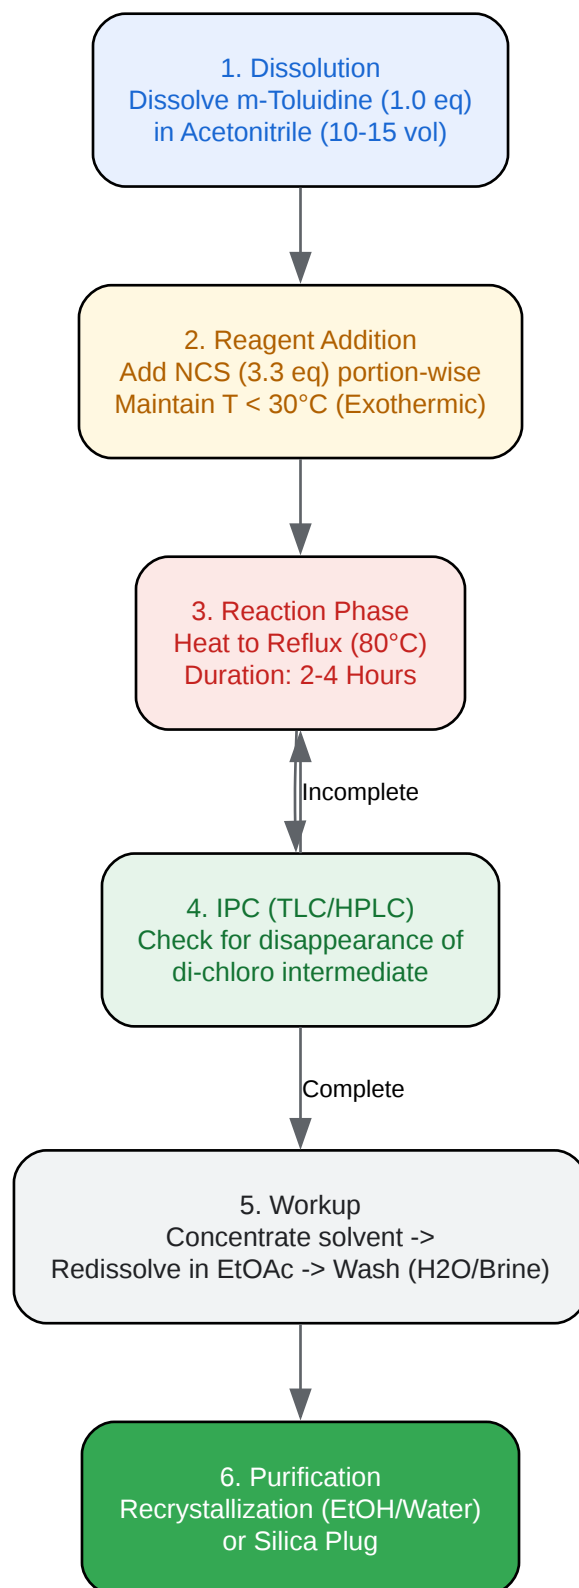 1. Dissolution
Dissolve m-Toluidine (1.0 eq)
in Acetonitrile (10-15 vol)
2. Reagent Addition
Add NCS (3.3 eq) portion-wise
Maintain T < 30°C (Exothermic)
3. Reaction Phase
Heat to Reflux (80°C)
Duration: 2-4 Hours
Incomplete
4. IPC (TLC/HPLC)
Check for disappearance of
di-chloro intermediate
Complete
5. Workup
Concentrate solvent ->
Redissolve in EtOAc -> Wash (H2O/Brine)
6. Purification
Recrystallization (EtOH/Water)
or Silica Plug